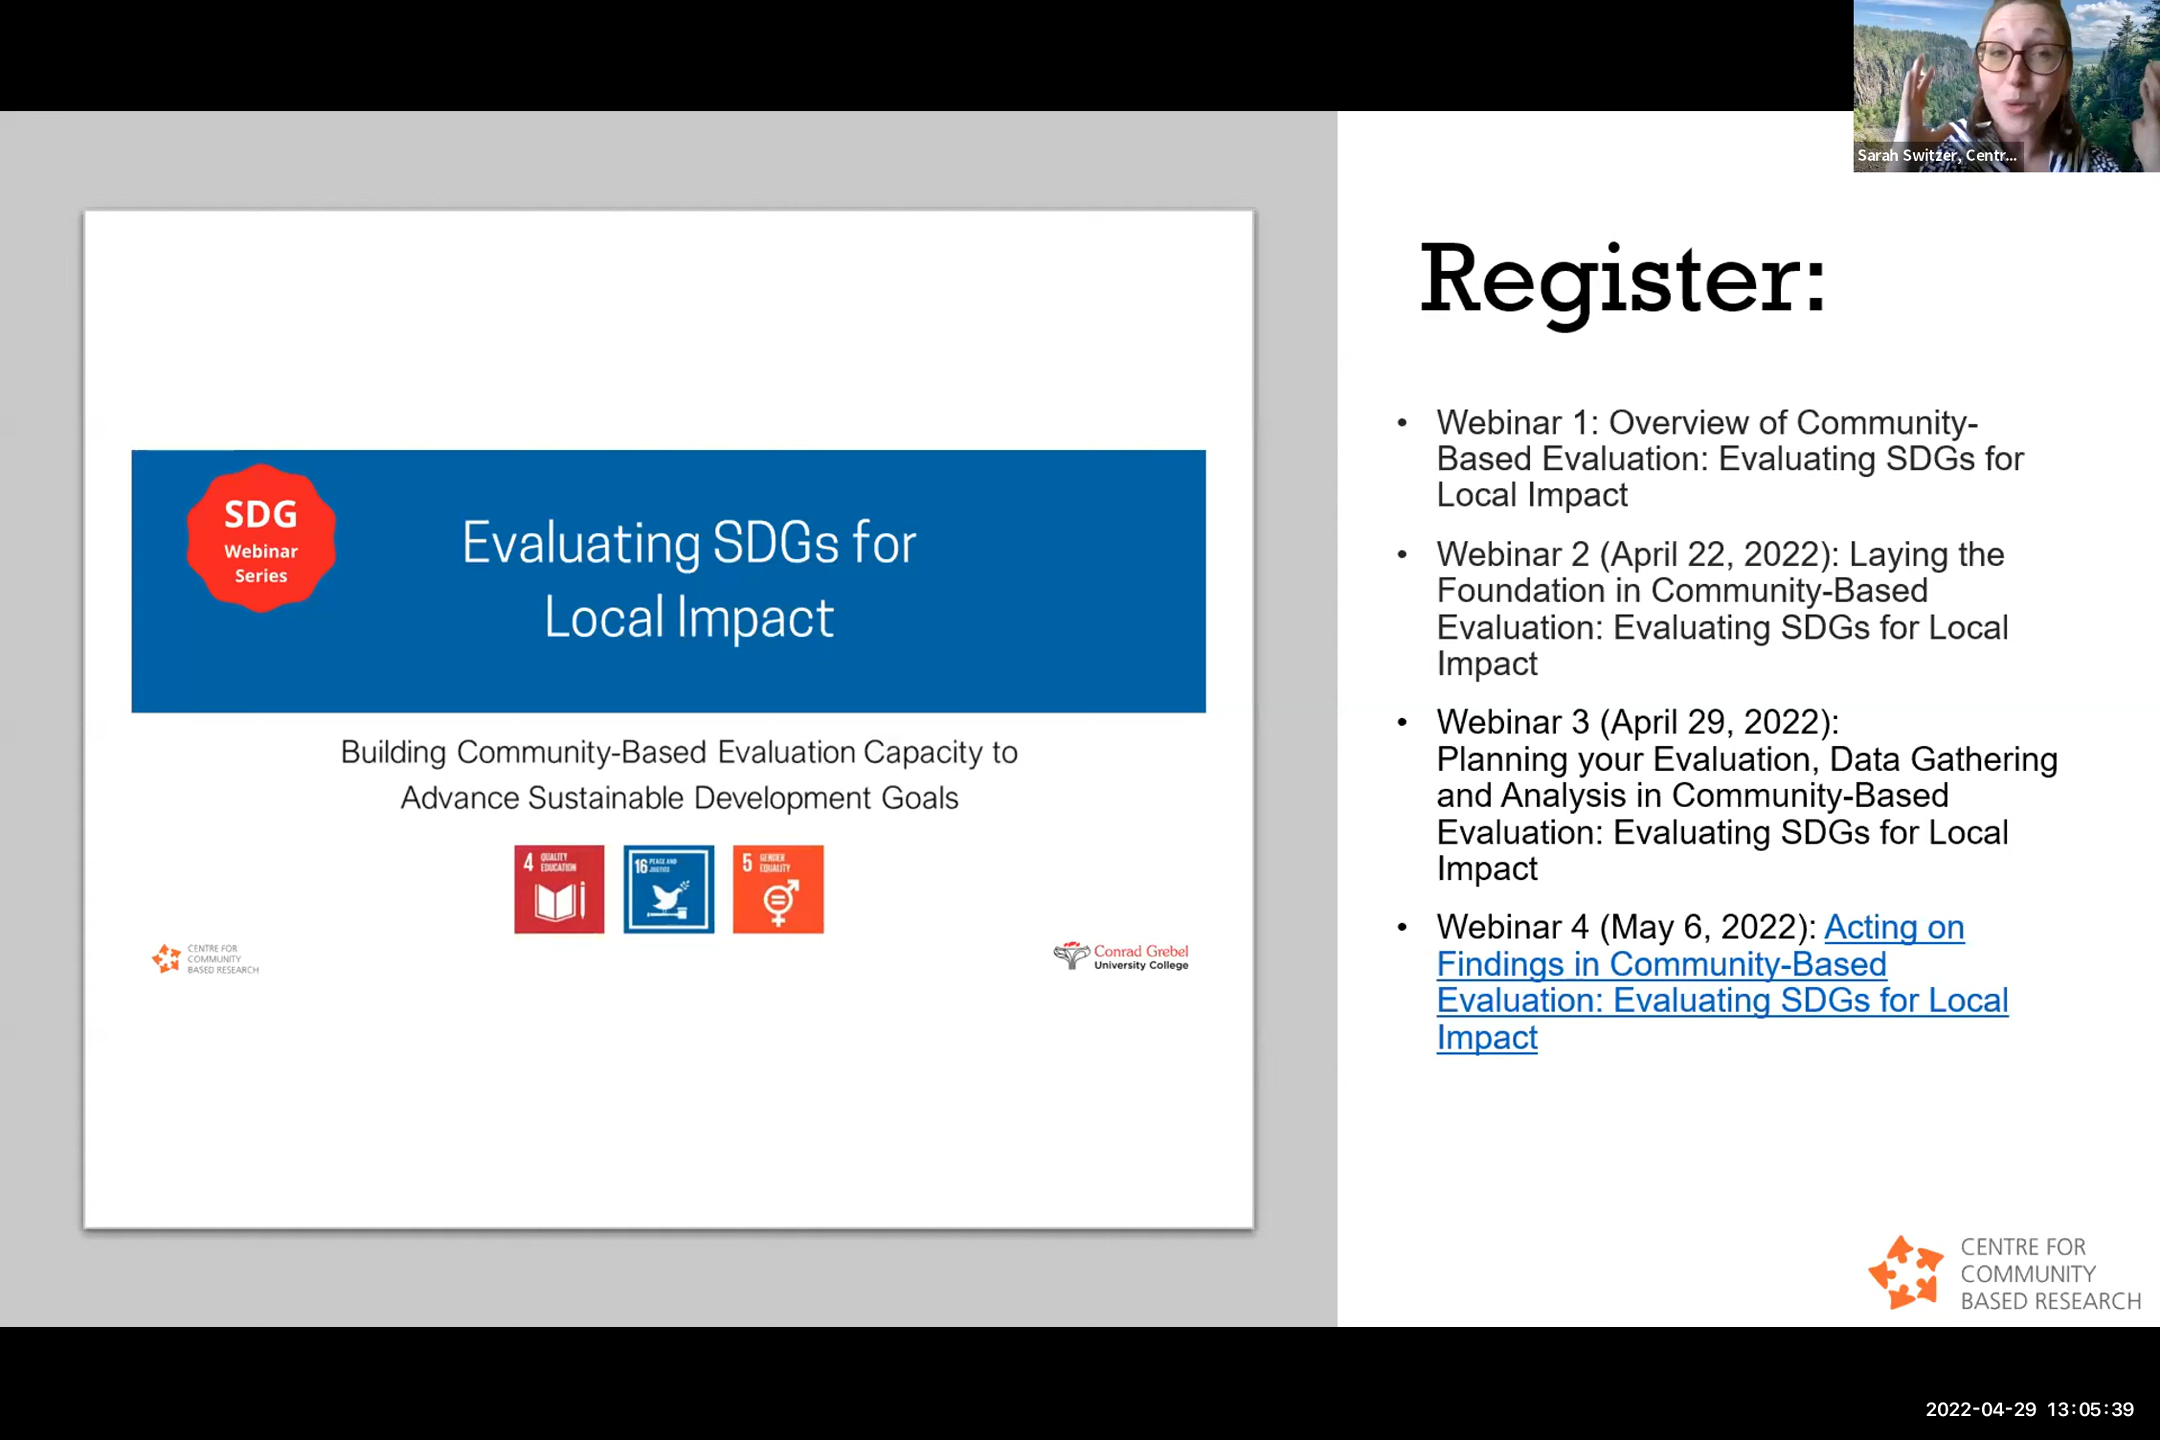 Sarah Switzer, Centr...
SDG
Webinar
Series
Evaluating SDGs for
Local Impact
Building Community-Based Evaluation Capacity to
Advance Sustainable Development Goals
4 QUALITY
EDUCATION
16 PEACE AND
JUSTICE
5 GENDER
EQUALITY
CENTRE FOR
COMMUNITY
BASED RESEARCH
Conrad Grebel
University College
Register:
• Webinar 1: Overview of Community-
Based Evaluation: Evaluating SDGs for
Local Impact
• Webinar 2 (April 22, 2022): Laying the
Foundation in Community-Based
Evaluation: Evaluating SDGs for Local
Impact
• Webinar 3 (April 29, 2022):
Planning your Evaluation, Data Gathering
and Analysis in Community-Based
Evaluation: Evaluating SDGs for Local
Impact
• Webinar 4 (May 6, 2022): Acting on
Findings in Community-Based
Evaluation: Evaluating SDGs for Local
Impact
CENTRE FOR
COMMUNITY
BASED RESEARCH
2022-04-29 13:05:39